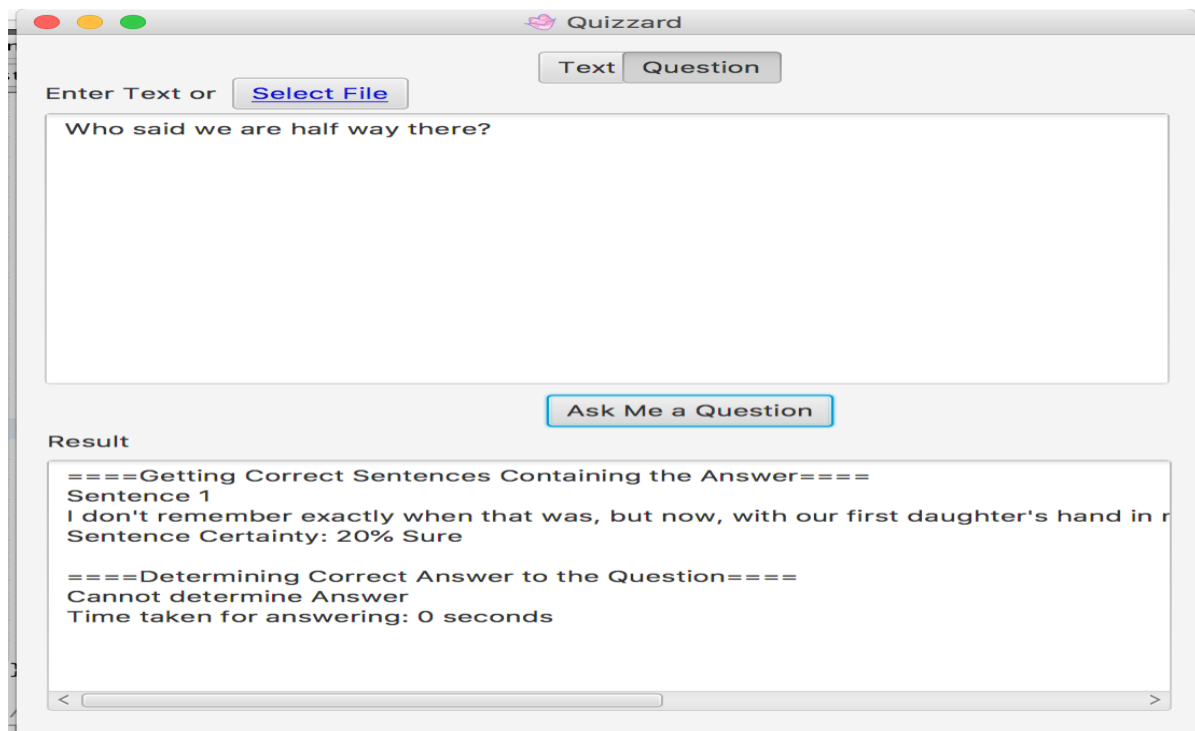 Quizzard
Text Question
Enter Text or Select File
Who said we are half way there?
Ask Me a Question
Result
====Getting Correct Sentences Containing the Answer====
Sentence 1
I don't remember exactly when that was, but now, with our first daughter's hand in
Sentence Certainty: 20% Sure
====Determining Correct Answer to the Question====
Cannot determine Answer
Time taken for answering: 0 seconds